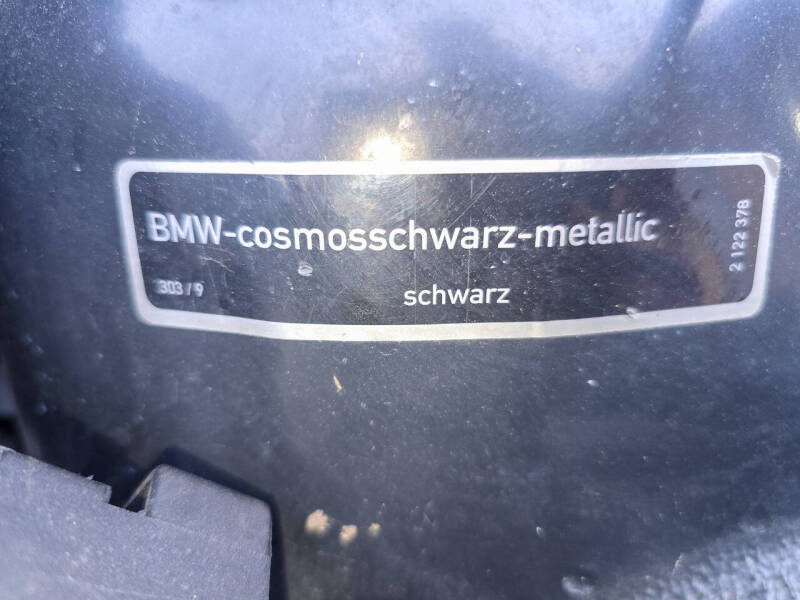 BMW-cosmosschwarz-metallic
303 / 9
schwarz
2 122 378